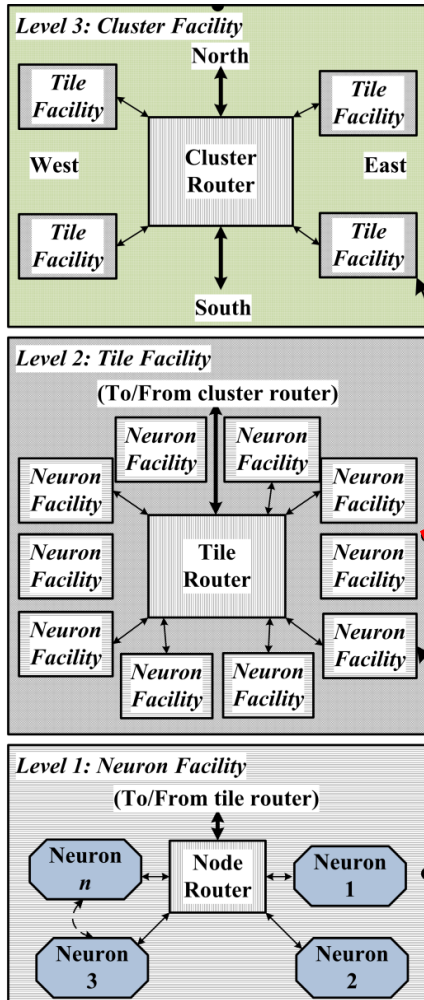 Level 3: Cluster Facility
North
Tile
Facility
Tile
Facility
West
Cluster
Router
East
Tile
Facility
Tile
Facility
South
Level 2: Tile Facility
(To/From cluster router)
Neuron
Facility
Neuron
Facility
Neuron
Facility
Neuron
Facility
Neuron
Facility
Tile
Router
Neuron
Facility
Neuron
Facility
Neuron
Facility
Neuron
Facility
Neuron
Facility
Level 1: Neuron Facility
(To/From tile router)
Neuron
n
Node
Router
Neuron
1
Neuron
3
Neuron
2